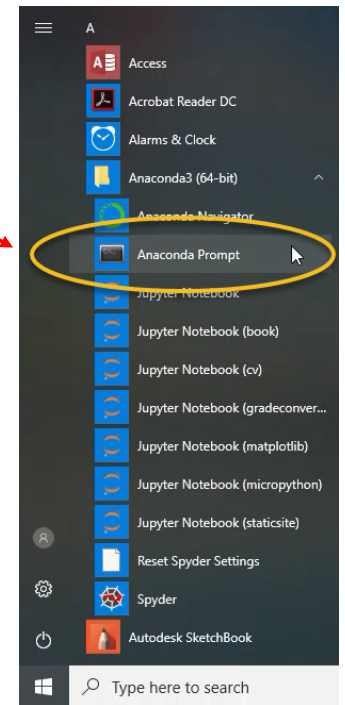 A
Access
Acrobat Reader DC
Alarms & Clock
Anaconda3 (64-bit)
Anaconda Navigator
Anaconda Prompt
Jupyter Notebook
Jupyter Notebook (book)
Jupyter Notebook (cv)
Jupyter Notebook (gradeconver...
Jupyter Notebook (matplotlib)
Jupyter Notebook (micropython)
Jupyter Notebook (staticsite)
Reset Spyder Settings
Spyder
Autodesk SketchBook
Type here to search